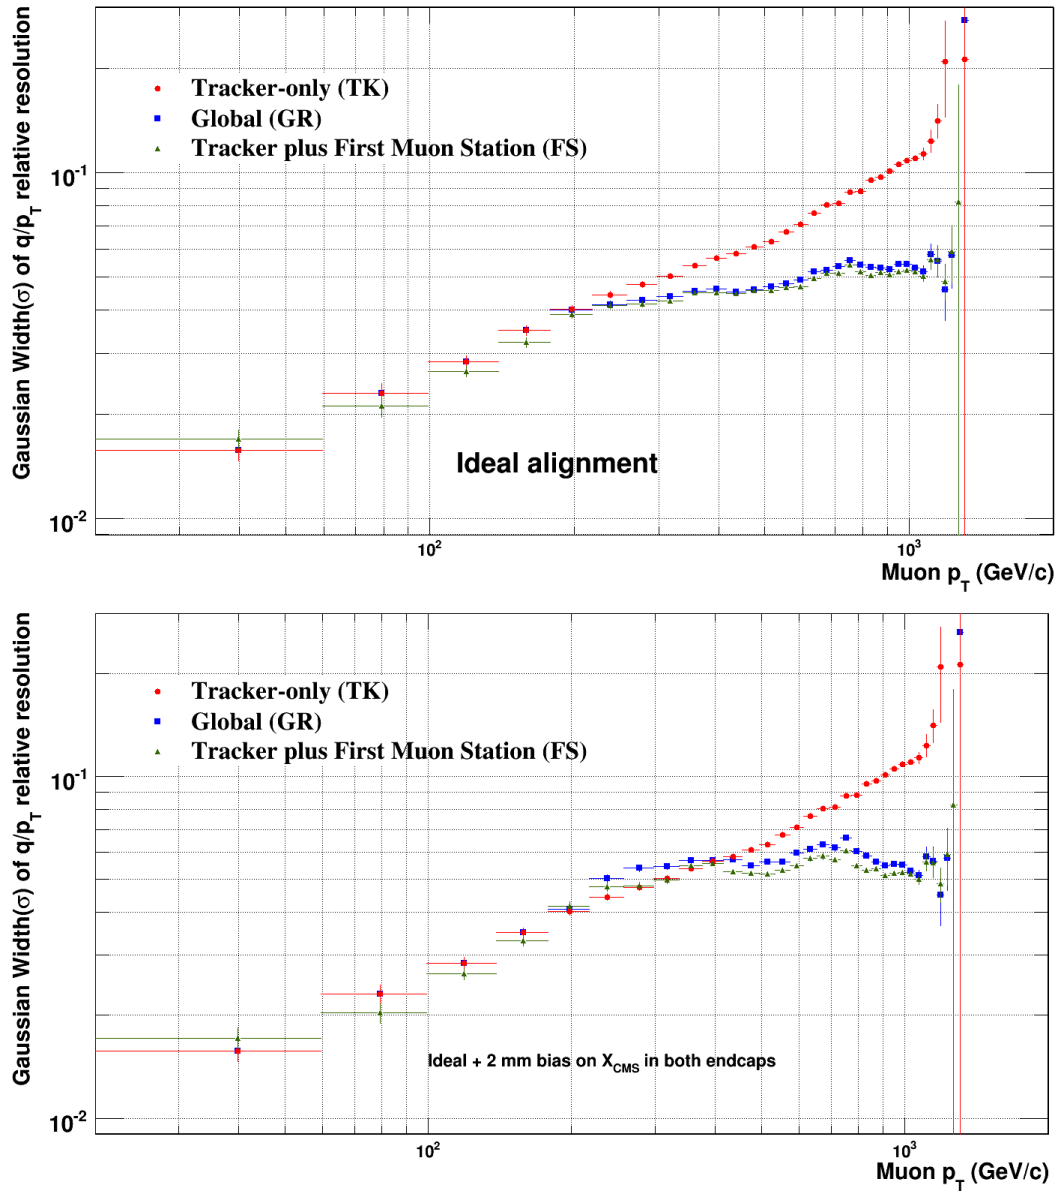 Gaussian Width(σ) of q/p_T relative resolution
Tracker-only (TK)
Global (GR)
Tracker plus First Muon Station (FS)
10^-1
Ideal alignment
10^-2
10^2
10^3
Muon p_T (GeV/c)
Gaussian Width(σ) of q/p_T relative resolution
Tracker-only (TK)
Global (GR)
Tracker plus First Muon Station (FS)
10^-1
Ideal + 2 mm bias on X_CMS in both endcaps
10^-2
10^2
10^3
Muon p_T (GeV/c)